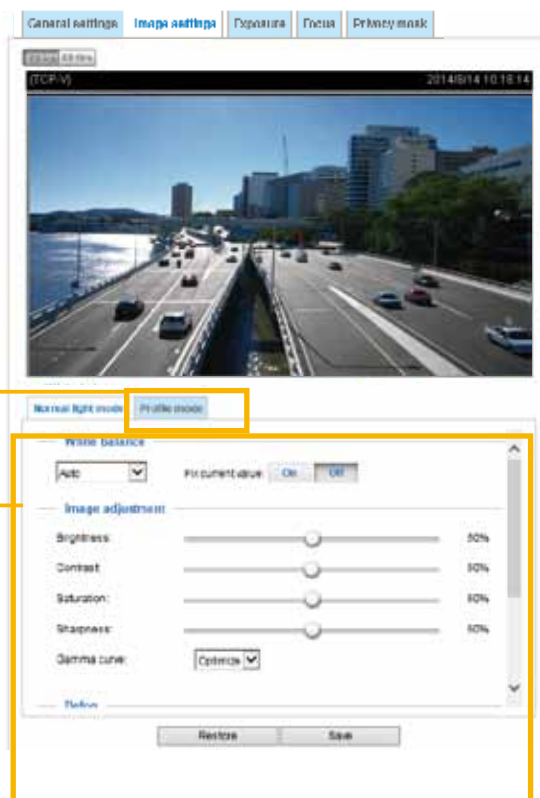 General settings Image settings Exposure Focus Privacy mask
(TCP-V) 2014/8/14 10:18:14
Normal light mode Profile mode
White balance
Auto Fix current value: On Off
Image adjustment
Brightness: 50%
Contrast: 50%
Saturation: 50%
Sharpness: 50%
Gamma curve: Optimize
Defog
Restore Save